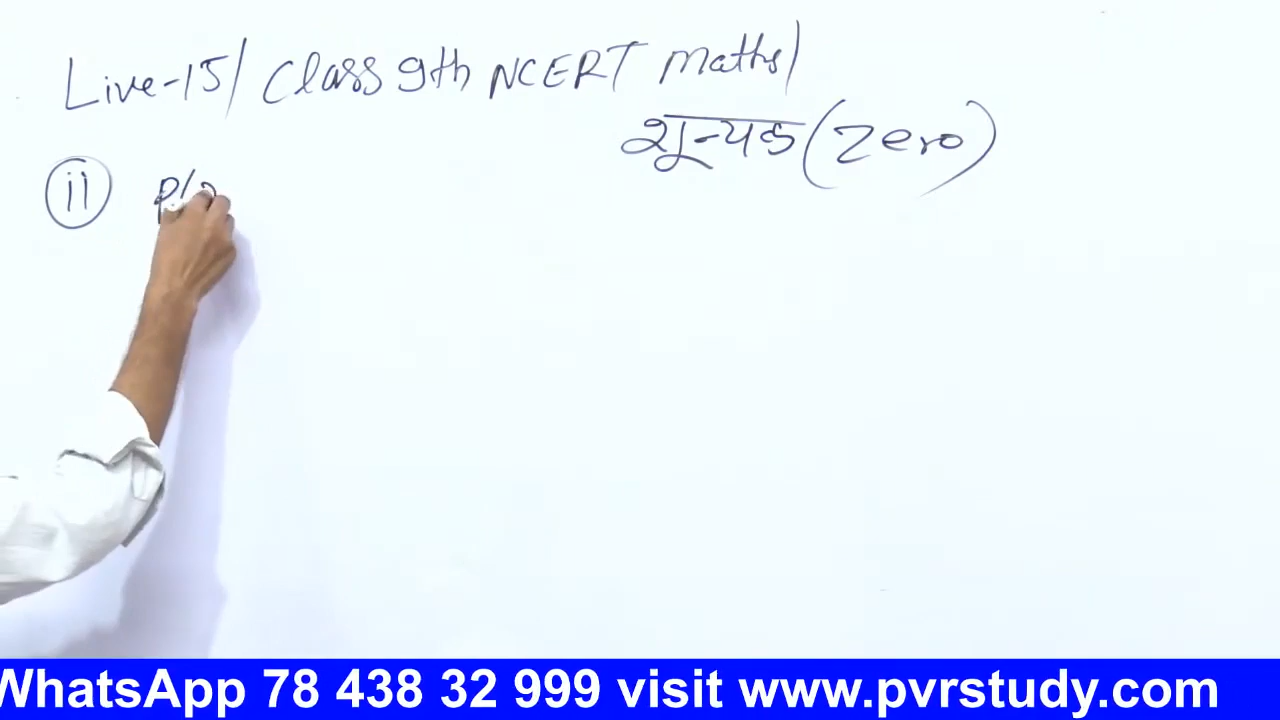 Live-15/ Class 9th NCERT Maths/
शून्यक (Zero)
ii P(
WhatsApp 78 438 32 999 visit www.pvrstudy.com